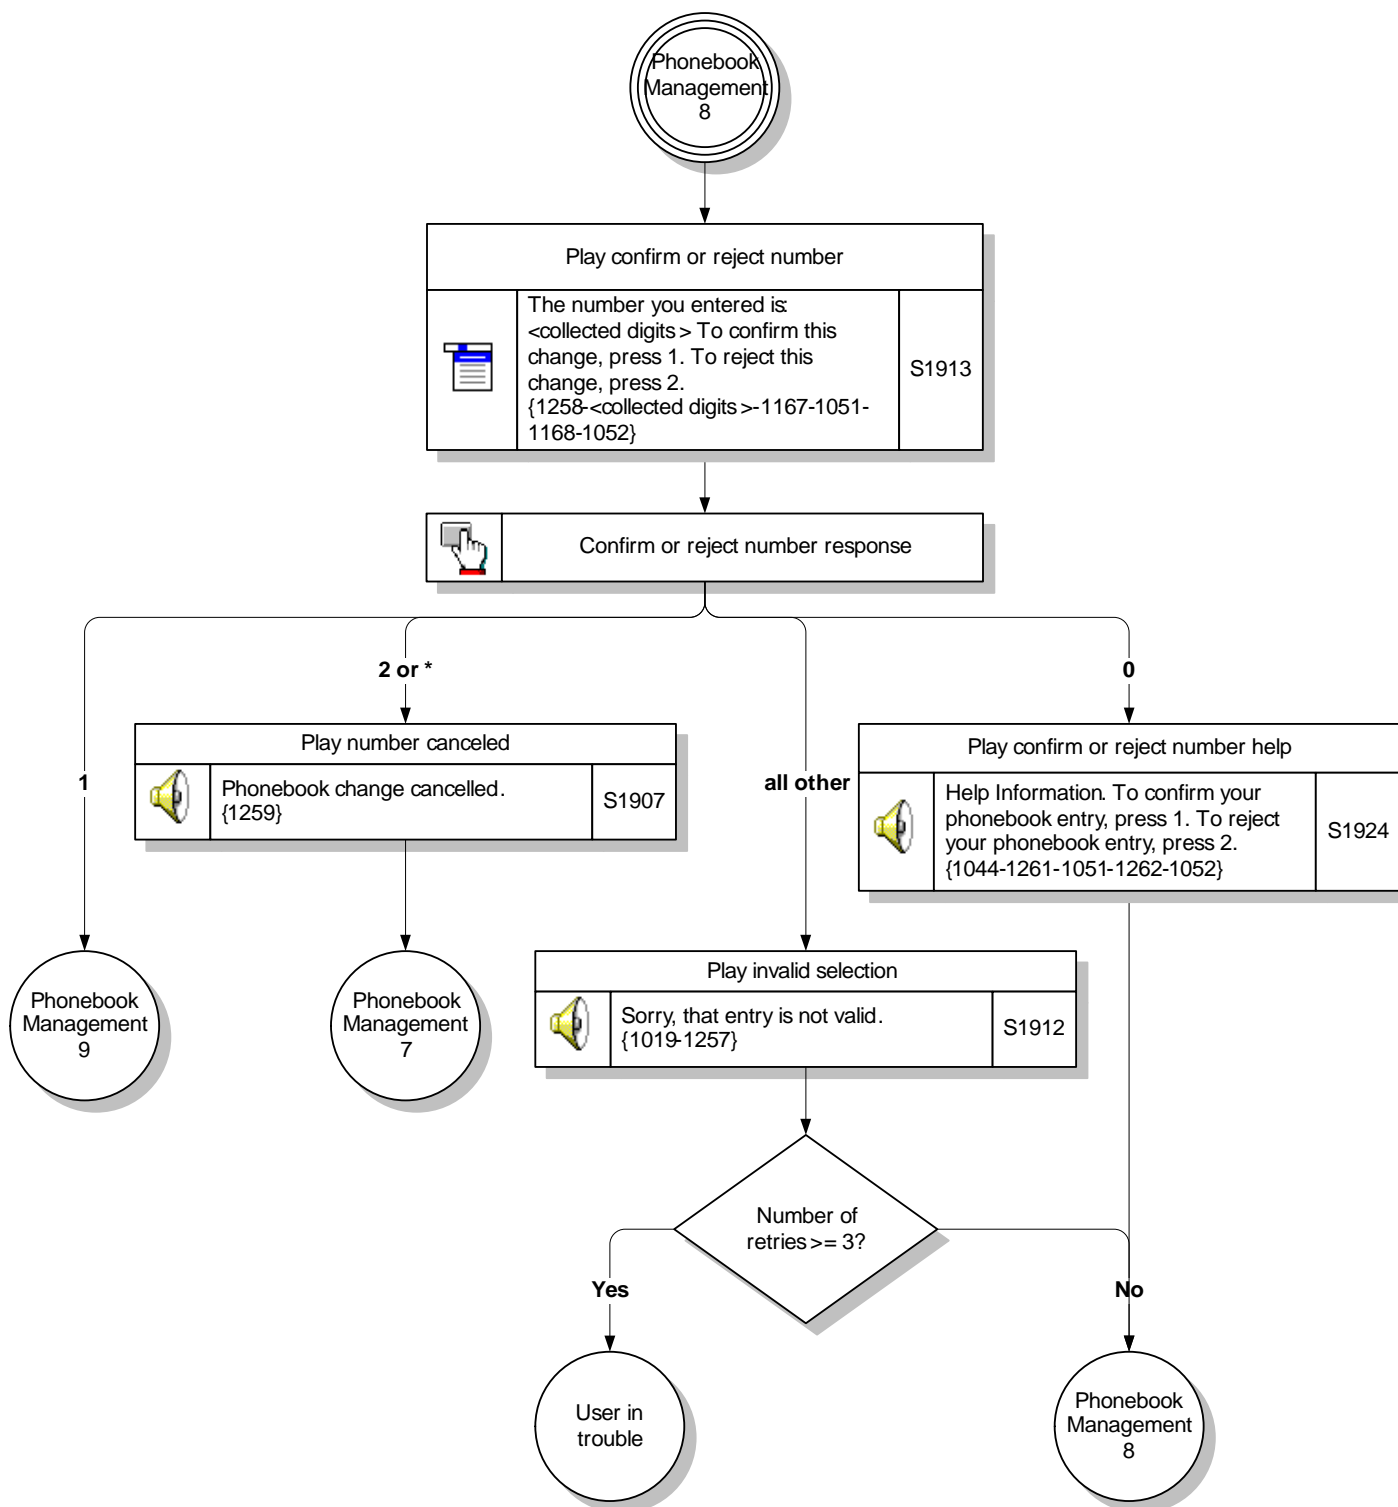 Phonebook
Management
8
Play confirm or reject number
The number you entered is:
<collected digits> To confirm this
change, press 1. To reject this
change, press 2.
{1258-<collected digits>-1167-1051-
1168-1052}
S1913
Confirm or reject number response
1
2 or *
all other
0
Play number canceled
Phonebook change cancelled.
{1259}
S1907
Play confirm or reject number help
Help Information. To confirm your
phonebook entry, press 1. To reject
your phonebook entry, press 2.
{1044-1261-1051-1262-1052}
S1924
Phonebook
Management
9
Phonebook
Management
7
Play invalid selection
Sorry, that entry is not valid.
{1019-1257}
S1912
Number of
retries >= 3?
Yes
No
User in
trouble
Phonebook
Management
8